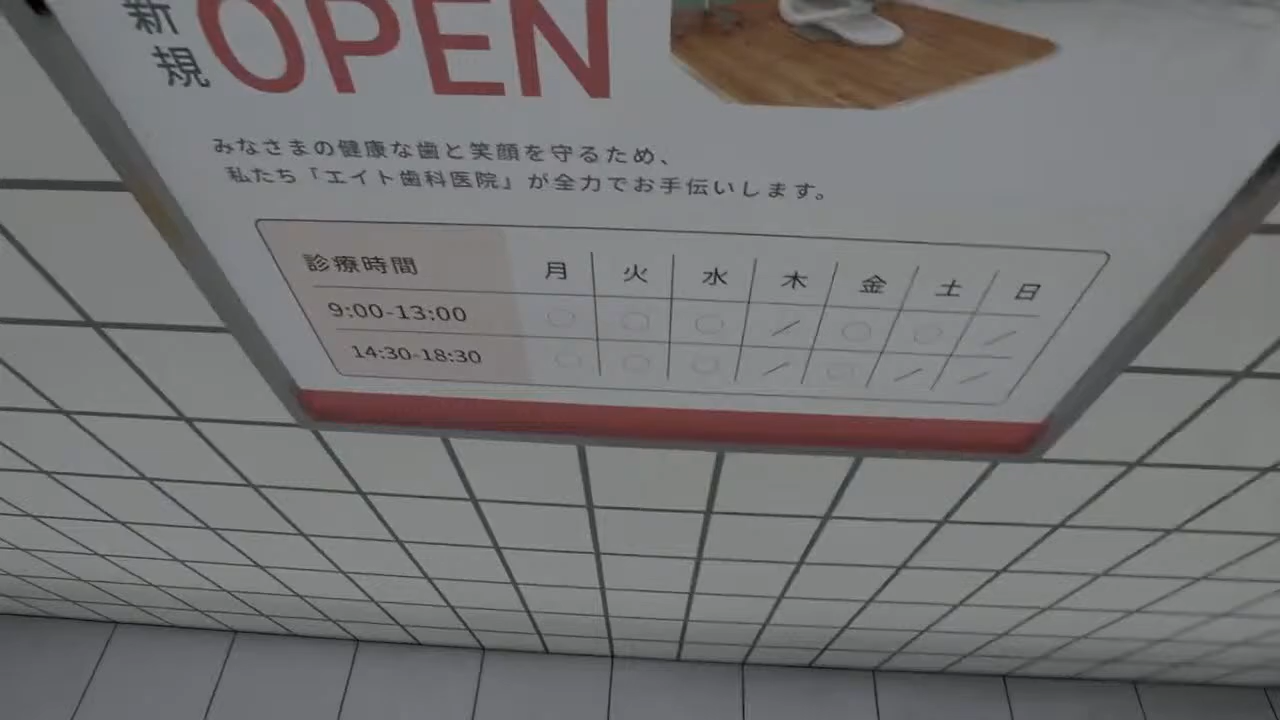 新規 OPEN
みなさまの健康な歯と笑顔を守るため、
私たち「エイト歯科医院」が全力でお手伝いします。
診療時間 月 火 水 木 金 土 日
9:00-13:00 ○ ○ ○ / ○ ○ /
14:30-18:30 ○ ○ ○ / ○ / /